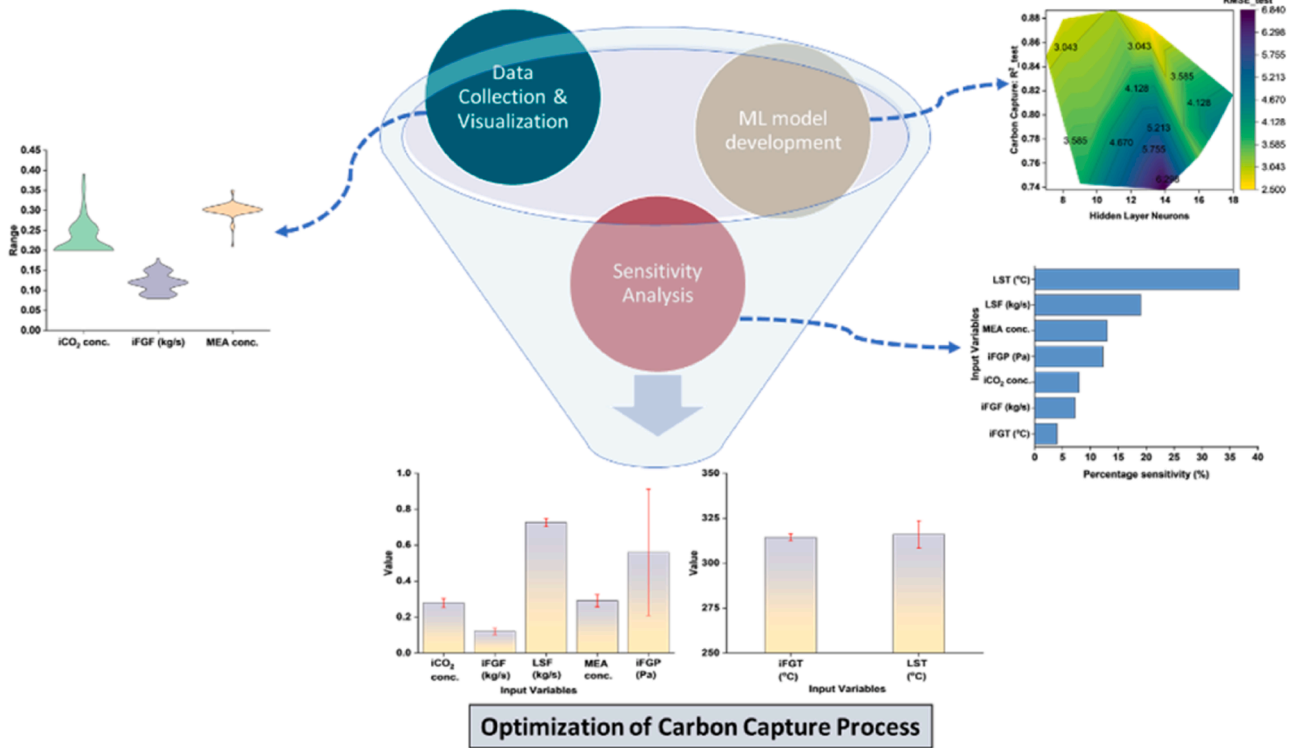 Data
Collection &
Visualization
ML model
development
Sensitivity
Analysis
0.45
0.40
0.35
0.30
0.25
0.20
0.15
0.10
0.05
0.00
Range
iCO₂ conc.
iFGF (kg/s)
MEA conc.
RMSE_test
0.88
0.86
0.84
0.82
0.80
0.78
0.76
0.74
Carbon Capture: R²_test
3.043
3.043
3.585
4.128
4.128
5.213
3.585
4.670
5.755
6.298
8
10
12
14
16
18
Hidden Layer Neurons
6.840
6.298
5.755
5.213
4.670
4.128
3.585
3.043
2.500
Input Variables
LST (°C)
LSF (kg/s)
MEA conc.
iFGP (Pa)
iCO₂ conc.
iFGF (kg/s)
iFGT (°C)
0
5
10
15
20
25
30
35
40
Percentage sensitivity (%)
1.0
0.8
0.6
0.4
0.2
0.0
Value
iCO₂
conc.
iFGF
(kg/s)
LSF
(kg/s)
MEA
conc.
iFGP
(Pa)
Input Variables
350
325
300
275
250
Value
iFGT
(°C)
LST
(°C)
Input Variables
Optimization of Carbon Capture Process